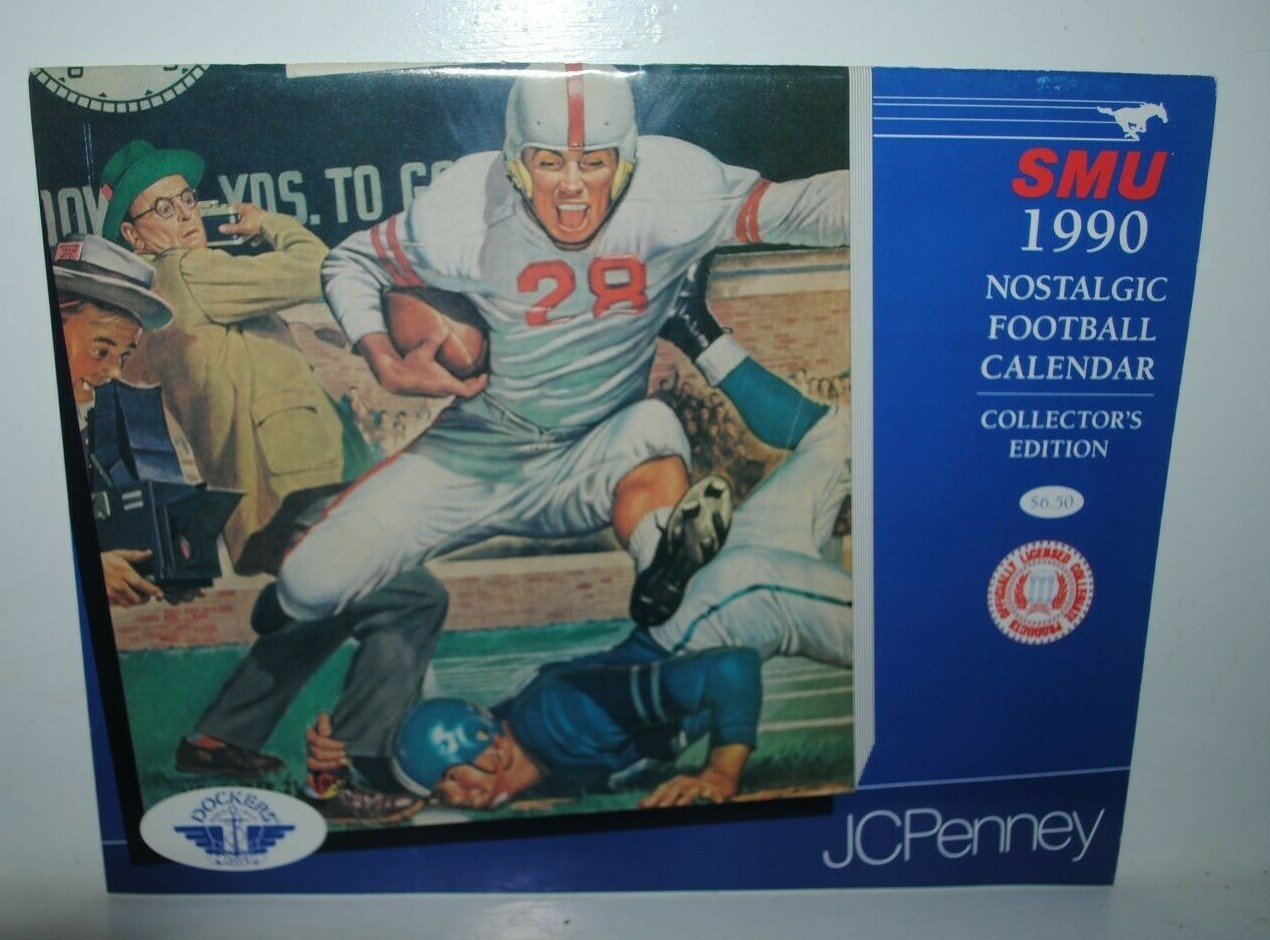 YDS. TO G
28
SMU
1990
NOSTALGIC
FOOTBALL
CALENDAR
COLLECTOR'S
EDITION
$6.50
OFFICIALLY LICENSED COLLEGIATE PRODUCTS
DOCKERS
JCPenney